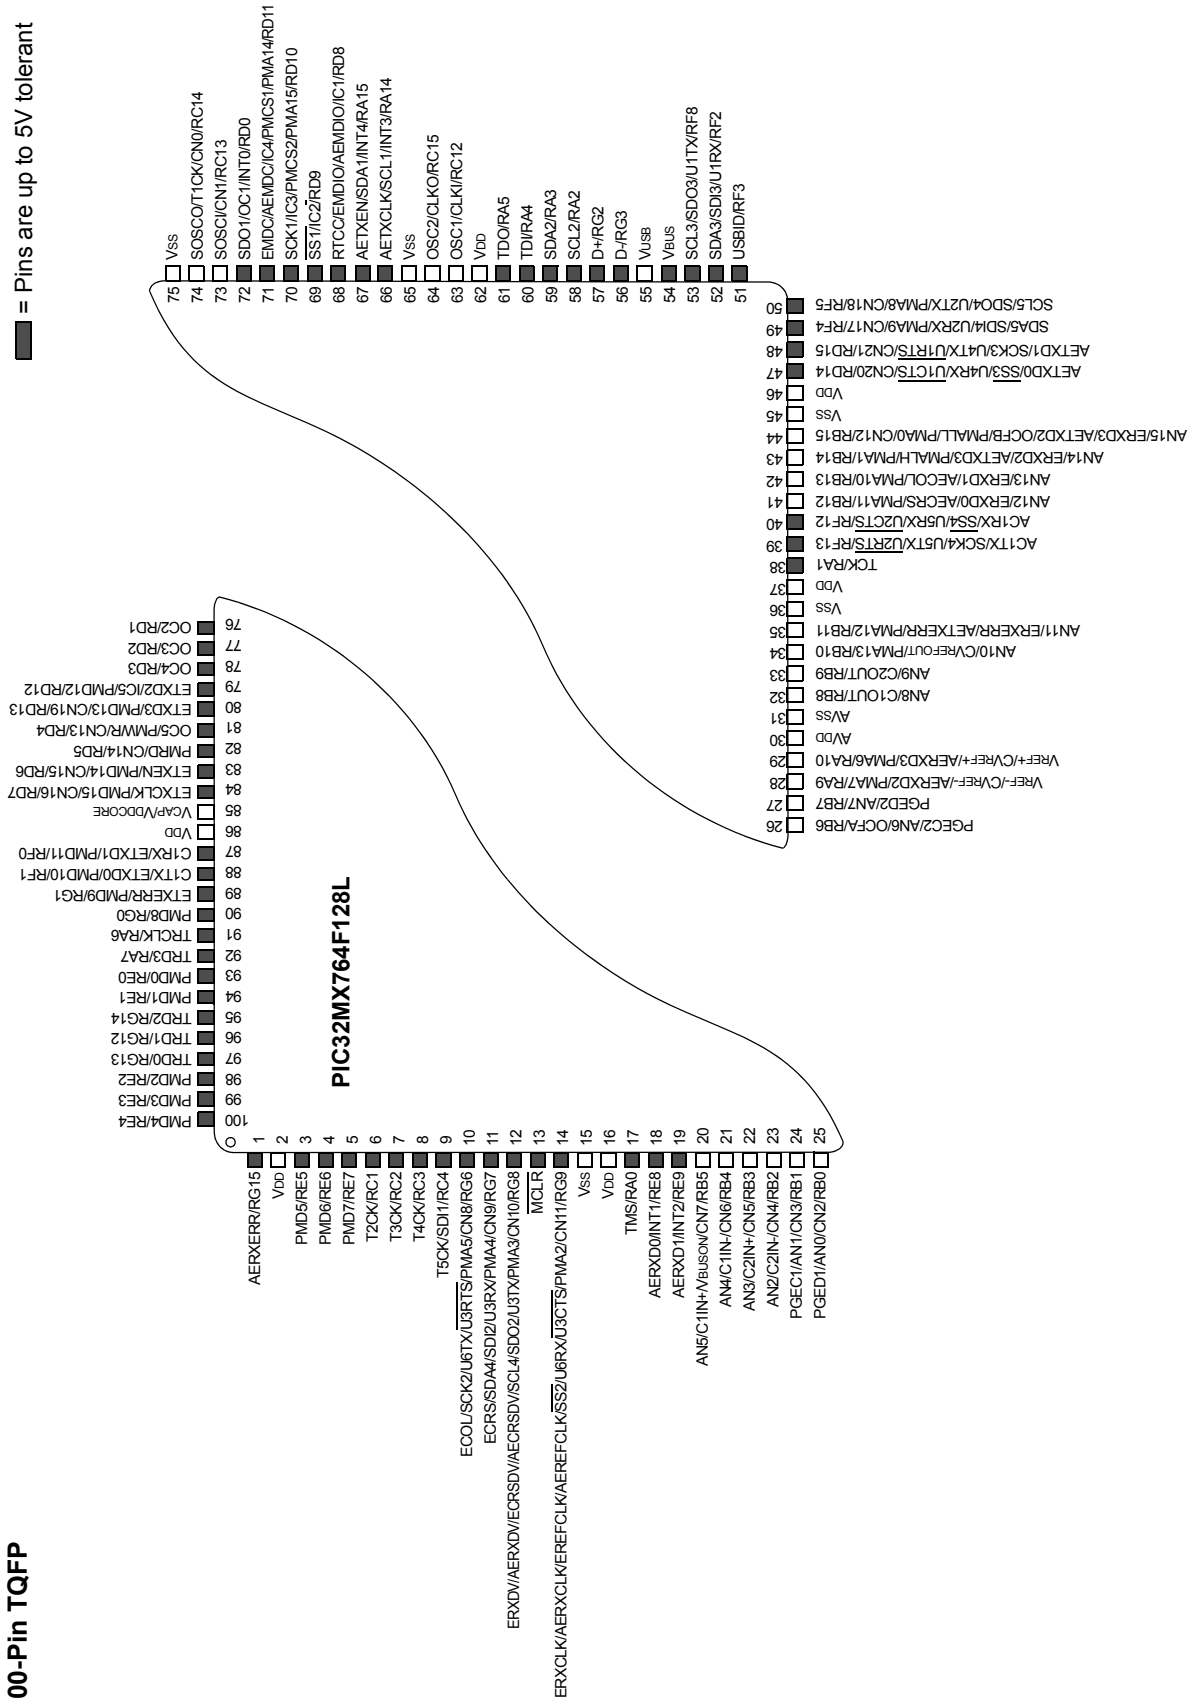 00-Pin TQFP
= Pins are up to 5V tolerant
PIC32MX764F128L
100 PMD4/RE4
99 PMD3/RE3
98 PMD2/RE2
97 TRD0/RG13
96 TRD1/RG12
95 TRD2/RG14
94 PMD1/RE1
93 PMD0/RE0
92 TRD3/RA7
91 TRCLK/RA6
90 PMD8/RG0
89 ETXERR/PMD9/RG1
88 C1TX/ETXD0/PMD10/RF1
87 C1RX/ETXD1/PMD11/RF0
86 VDD
85 VCAP/VDDCORE
84 ETXCLK/PMD15/CN16/RD7
83 ETXEN/PMD14/CN15/RD6
82 PMRD/CN14/RD5
81 OC5/PMWR/CN13/RD4
80 ETXD3/PMD13/CN19/RD13
79 ETXD2/IC5/PMD12/RD12
78 OC4/RD3
77 OC3/RD2
76 OC2/RD1
AERXERR/RG15 1
VDD 2
PMD5/RE5 3
PMD6/RE6 4
PMD7/RE7 5
T2CK/RC1 6
T3CK/RC2 7
T4CK/RC3 8
T5CK/SDI1/RC4 9
ECOL/SCK2/U6TX/U3RTS/PMA5/CN8/RG6 10
ECRS/SDA4/SDI2/U3RX/PMA4/CN9/RG7 11
ERXDV/AERXDV/ECRSDV/AECRSDV/SCL4/SDO2/U3TX/PMA3/CN10/RG8 12
MCLR 13
ERXCLK/AERXCLK/EREFCLK/AEREFCLK/SS2/U6RX/U3CTS/PMA2/CN11/RG9 14
VSS 15
VDD 16
TMS/RA0 17
AERXD0/INT1/RE8 18
AERXD1/INT2/RE9 19
AN5/C1IN+/VBUSON/CN7/RB5 20
AN4/C1IN-/CN6/RB4 21
AN3/C2IN+/CN5/RB3 22
AN2/C2IN-/CN4/RB2 23
PGEC1/AN1/CN3/RB1 24
PGED1/AN0/CN2/RB0 25
75 VSS
74 SOSCO/T1CK/CN0/RC14
73 SOSCI/CN1/RC13
72 SDO1/OC1/INT0/RD0
71 EMDC/AEMDC/IC4/PMCS1/PMA14/RD11
70 SCK1/IC3/PMCS2/PMA15/RD10
69 SS1/IC2/RD9
68 RTCC/EMDIO/AEMDIO/IC1/RD8
67 AETXEN/SDA1/INT4/RA15
66 AETXCLK/SCL1/INT3/RA14
65 VSS
64 OSC2/CLKO/RC15
63 OSC1/CLKI/RC12
62 VDD
61 TDO/RA5
60 TDI/RA4
59 SDA2/RA3
58 SCL2/RA2
57 D+/RG2
56 D-/RG3
55 VUSB
54 VBUS
53 SCL3/SDO3/U1TX/RF8
52 SDA3/SDI3/U1RX/RF2
51 USBID/RF3
26 PGEC2/AN6/OCFA/RB6
27 PGED2/AN7/RB7
28 VREF-/CVREF-/AERXD2/PMA7/RA9
29 VREF+/CVREF+/AERXD3/PMA6/RA10
30 AVDD
31 AVSS
32 AN8/C1OUT/RB8
33 AN9/C2OUT/RB9
34 AN10/CVREFOUT/PMA13/RB10
35 AN11/ERXERR/AETXERR/PMA12/RB11
36 VSS
37 VDD
38 TCK/RA1
39 AC1TX/SCK4/U5TX/U2RTS/RF13
40 AC1RX/SS4/U5RX/U2CTS/RF12
41 AN12/ERXD0/AECRS/PMA11/RB12
42 AN13/ERXD1/AECOL/PMA10/RB13
43 AN14/ERXD2/AETXD3/PMALH/PMA1/RB14
44 AN15/ERXD3/AETXD2/OCFB/PMALL/PMA0/CN12/RB15
45 VSS
46 VDD
47 AETXD0/SS3/U4RX/U1CTS/CN20/RD14
48 AETXD1/SCK3/U4TX/U1RTS/CN21/RD15
49 SDA5/SDI4/U2RX/PMA9/CN17/RF4
50 SCL5/SDO4/U2TX/PMA8/CN18/RF5